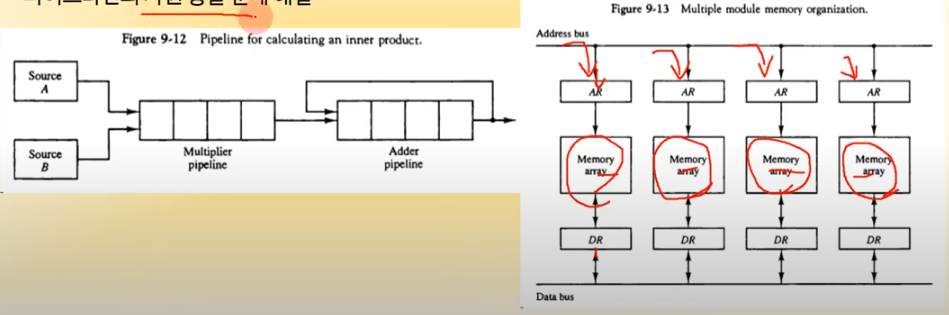 Figure 9-12 Pipeline for calculating an inner product.
Source
A
Source
B
Multiplier
pipeline
Adder
pipeline
Figure 9-13 Multiple module memory organization.
Address bus
AR
AR
AR
AR
Memory
array
Memory
array
Memory
array
Memory
array
DR
DR
DR
DR
Data bus